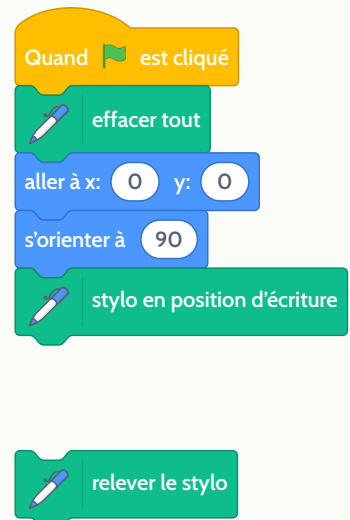 Quand est cliqué
effacer tout
aller à x: 0 y: 0
s'orienter à 90
stylo en position d'écriture
relever le stylo